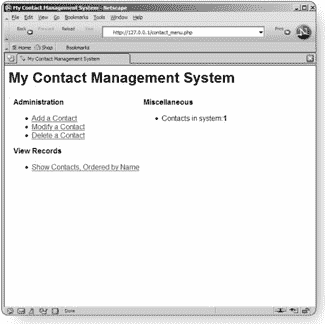 My Contact Management System - Netscape
File Edit View Go Bookmarks Tools Window Help
Back Forward Reload Stop http://127.0.0.1/contact_menu.php Print
Home Shop Bookmarks
My Contact Management System
My Contact Management System
Administration
Add a Contact
Modify a Contact
Delete a Contact
View Records
Show Contacts, Ordered by Name
Miscellaneous
Contacts in system:1
Done